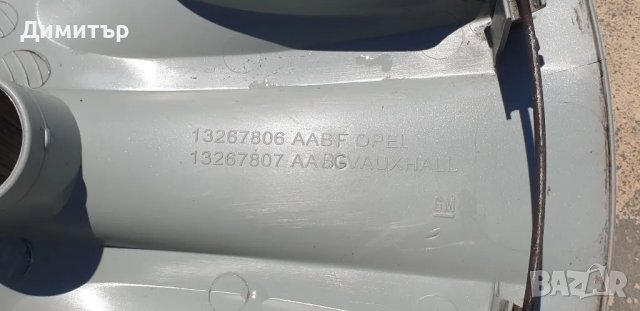 Димитър
13267806 AABF OPEL
13267807 AABG VAUXHALL
GM
BAZAR